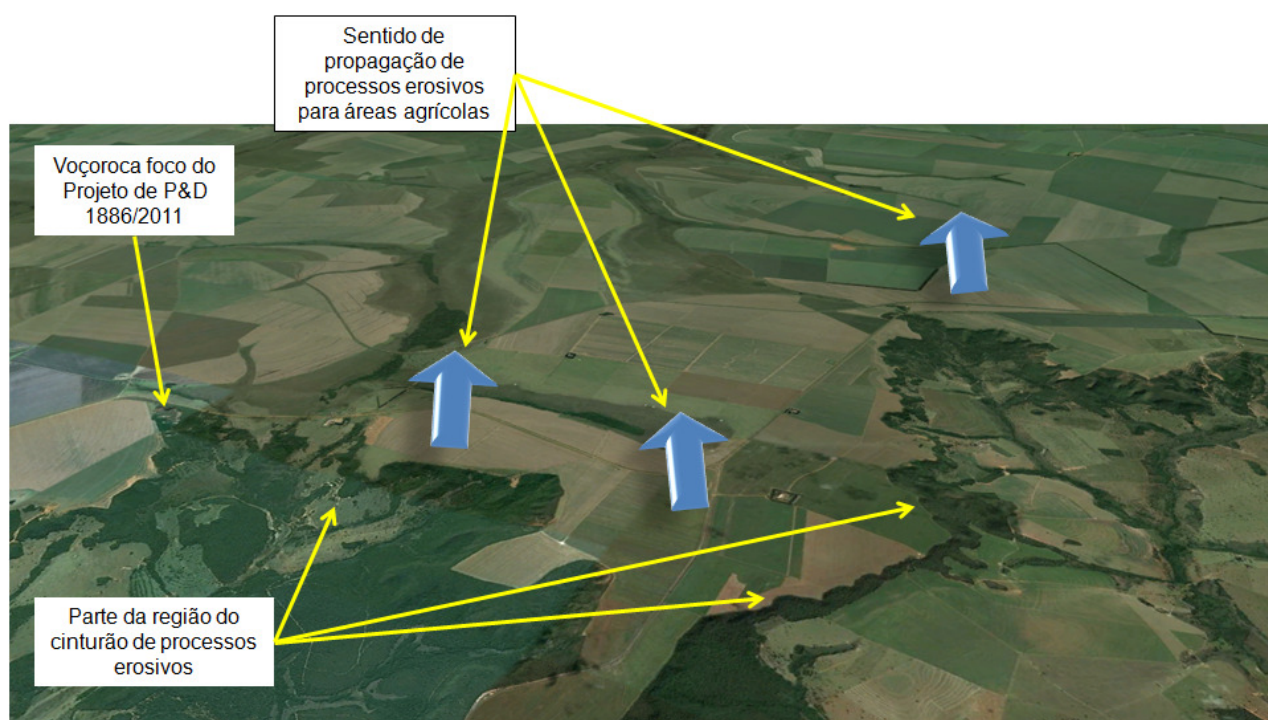 Sentido de
propagação de
processos erosivos
para áreas agrícolas
Voçoroca foco do
Projeto de P&D
1886/2011
Parte da região do
cinturão de processos
erosivos